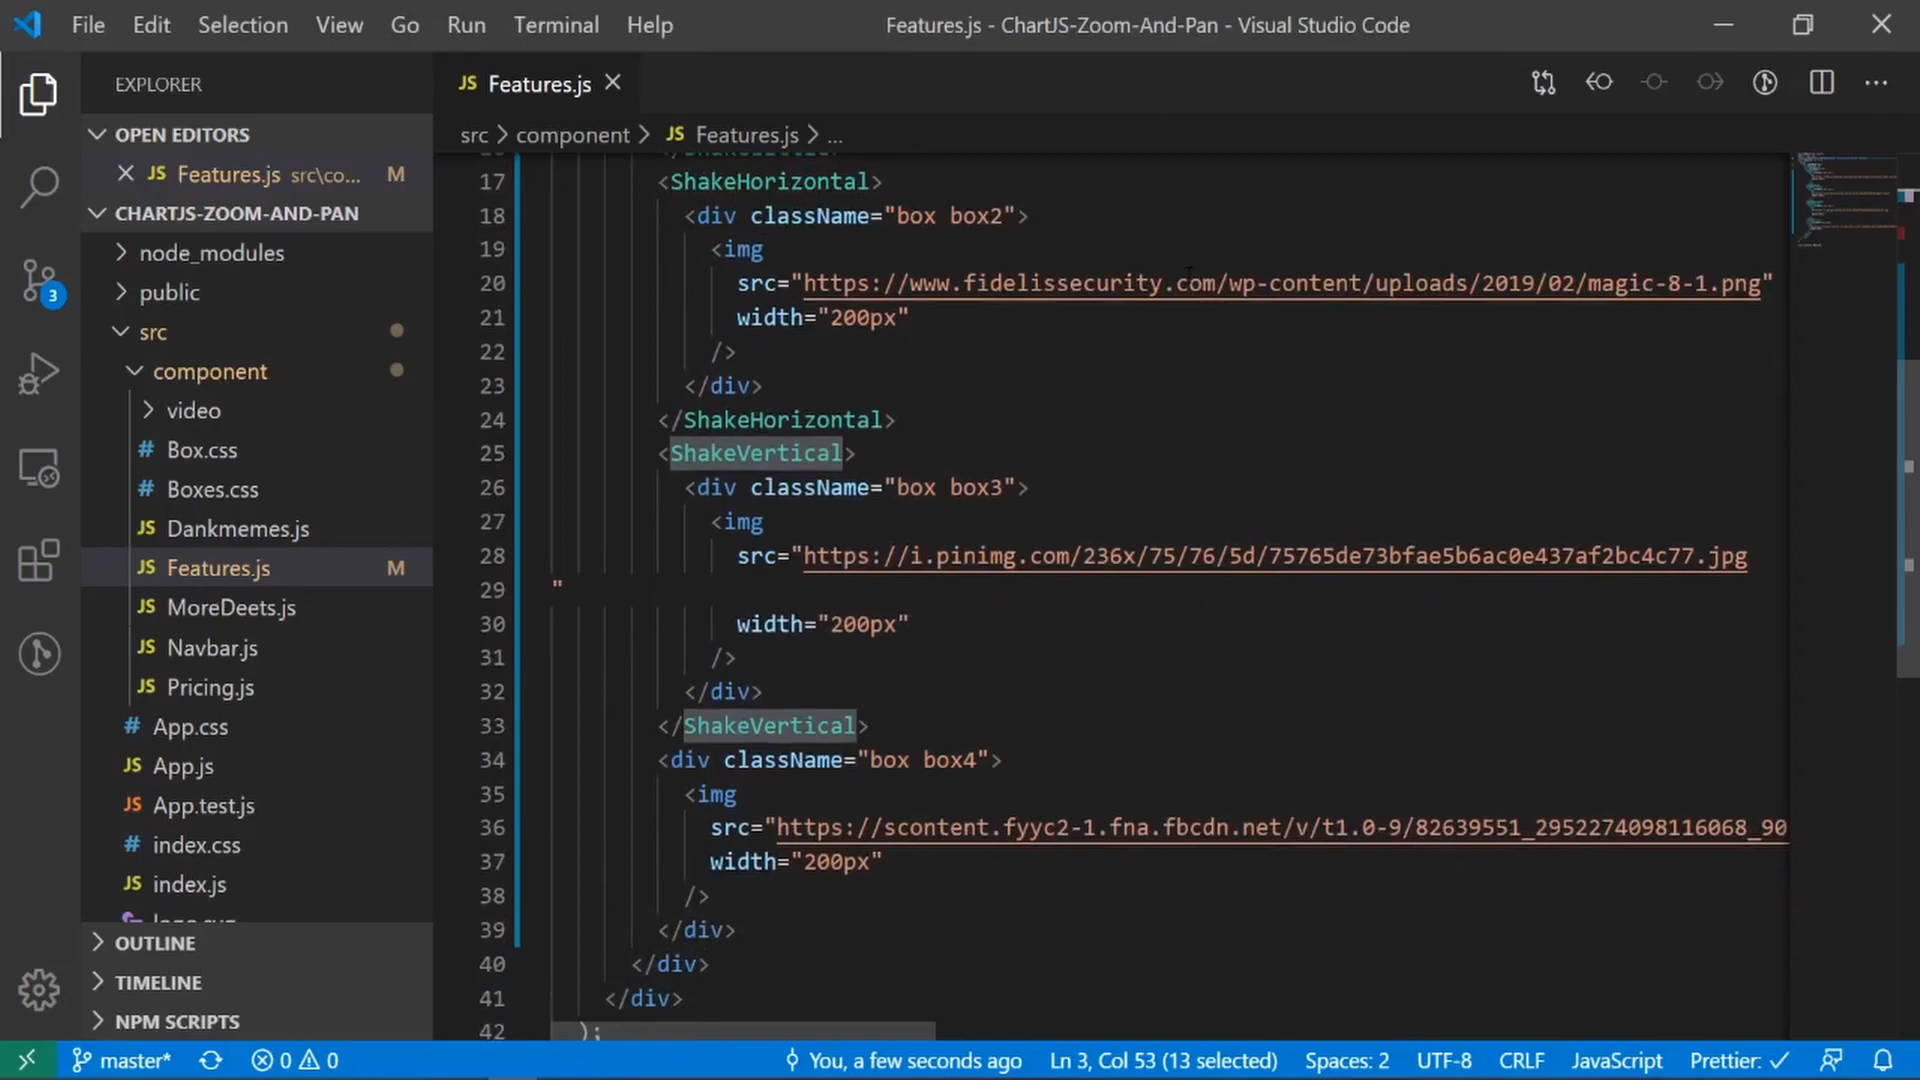 File Edit Selection View Go Run Terminal Help
Features.js - ChartJS-Zoom-And-Pan - Visual Studio Code
EXPLORER
OPEN EDITORS
JS Features.js src\co... M
CHARTJS-ZOOM-AND-PAN
node_modules
public
src
component
video
# Box.css
# Boxes.css
JS Dankmemes.js
JS Features.js M
JS MoreDeets.js
JS Navbar.js
JS Pricing.js
# App.css
JS App.js
JS App.test.js
# index.css
JS index.js
OUTLINE
TIMELINE
NPM SCRIPTS
3
JS Features.js
src > component > JS Features.js > ...
17 <ShakeHorizontal>
18 <div className="box box2">
19 <img
20 src="https://www.fidelissecurity.com/wp-content/uploads/2019/02/magic-8-1.png"
21 width="200px"
22 />
23 </div>
24 </ShakeHorizontal>
25 <ShakeVertical>
26 <div className="box box3">
27 <img
28 src="https://i.pinimg.com/236x/75/76/5d/75765de73bfae5b6ac0e437af2bc4c77.jpg
29 "
30 width="200px"
31 />
32 </div>
33 </ShakeVertical>
34 <div className="box box4">
35 <img
36 src="https://scontent.fyyc2-1.fna.fbcdn.net/v/t1.0-9/82639551_2952274098116068_90
37 width="200px"
38 />
39 </div>
40 </div>
41 </div>
42 );
master* 0 0 You, a few seconds ago Ln 3, Col 53 (13 selected) Spaces: 2 UTF-8 CRLF JavaScript Prettier: ✓